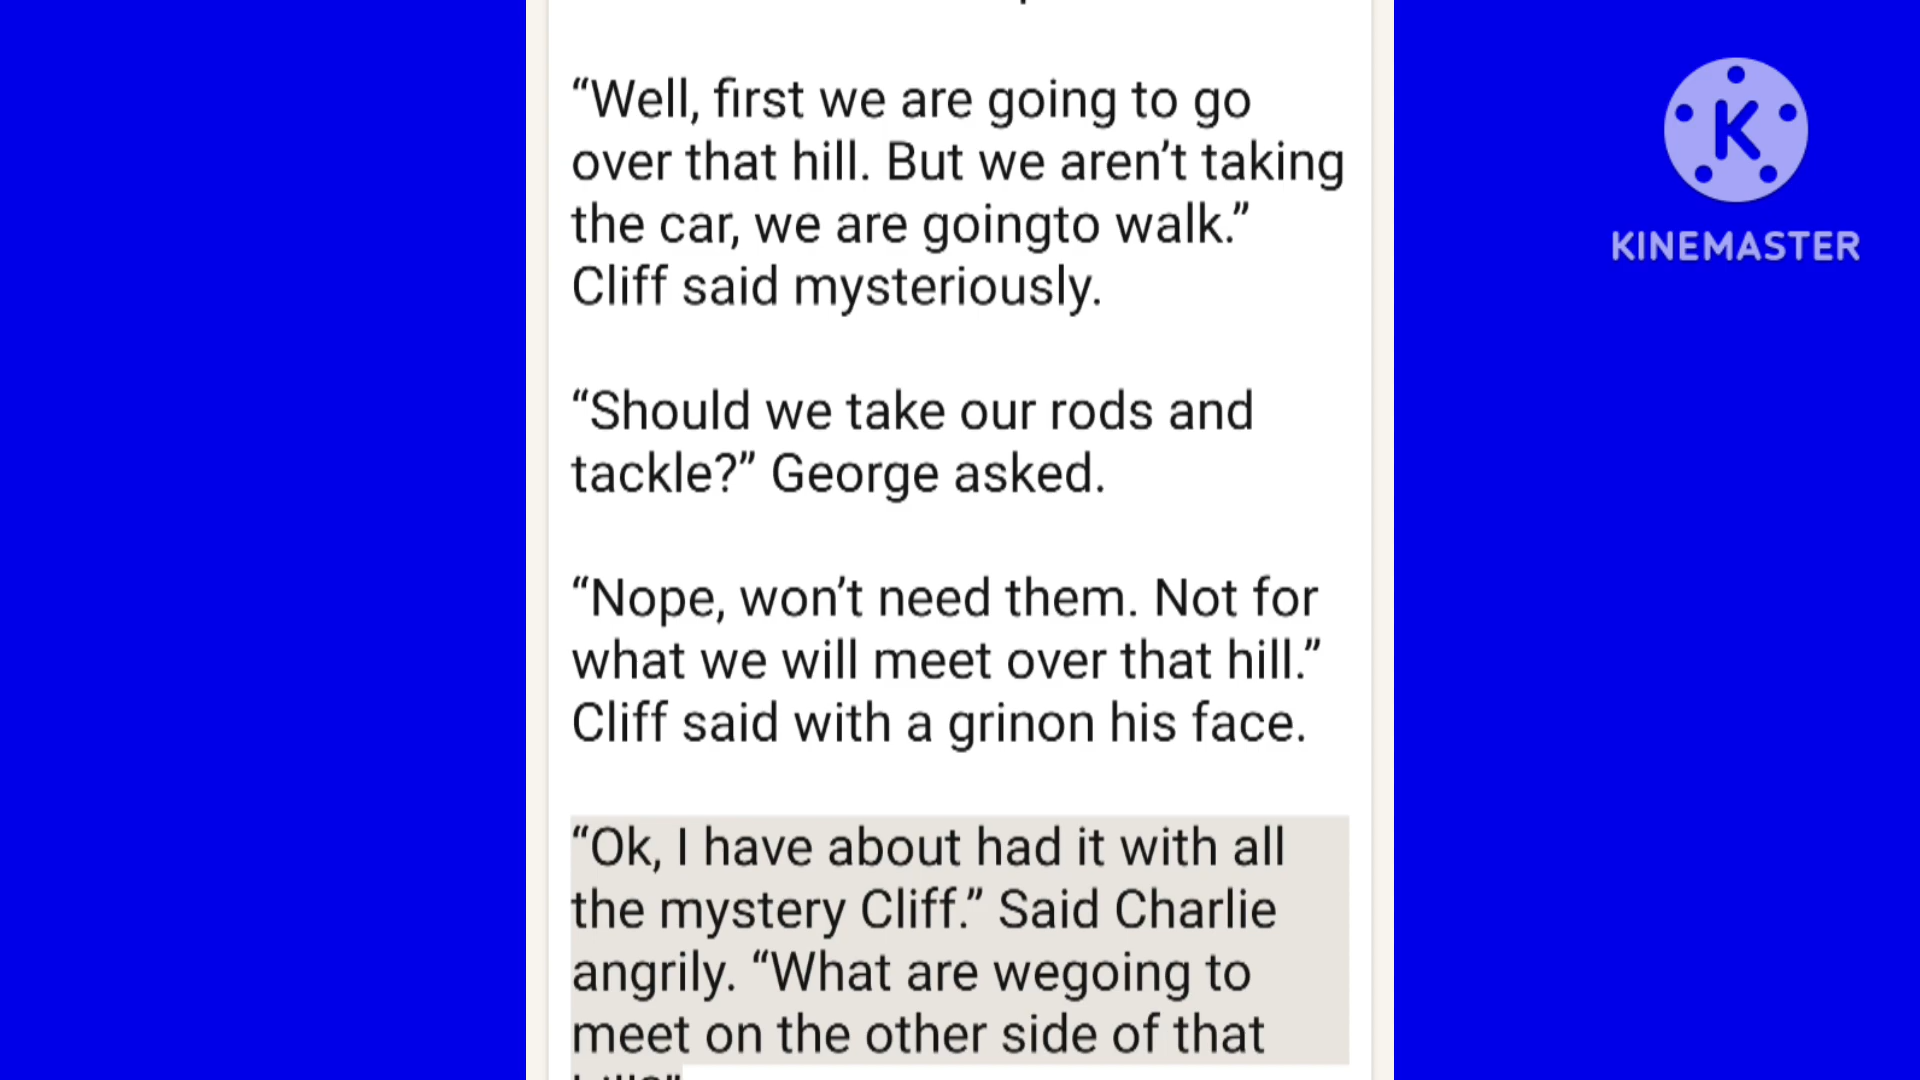 “Well, first we are going to go
over that hill. But we aren’t taking
the car, we are goingto walk.”
Cliff said mysteriously.
“Should we take our rods and
tackle?” George asked.
“Nope, won’t need them. Not for
what we will meet over that hill.”
Cliff said with a grinon his face.
“Ok, I have about had it with all
the mystery Cliff.” Said Charlie
angrily. “What are wegoing to
meet on the other side of that
K
KINEMASTER